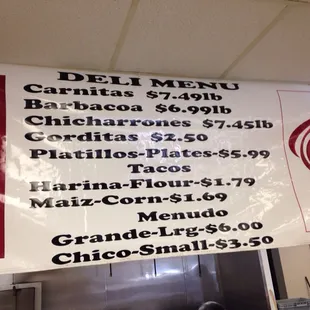 DELI MENU
Carnitas $7.49lb
Barbacoa $6.99lb
Chicharrones $7.45lb
Gorditas $2.50
Platillos-Plates-$5.99
Tacos
Harina-Flour-$1.79
Maiz-Corn-$1.69
Menudo
Grande-Lrg-$6.00
Chico-Small-$3.50